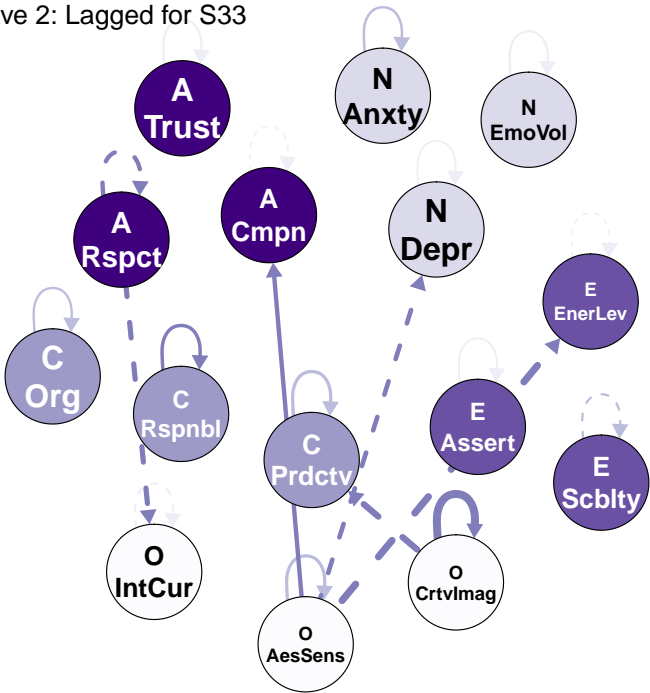 ve 2: Lagged for S33
A
Trust
N
Anxty
N
EmoVol
A
Rspct
A
Cmpn
N
Depr
E
EnerLev
C
Org
C
Rspnbl
C
Prdctv
E
Assert
E
Scblty
O
IntCur
O
AesSens
O
CrtvImag